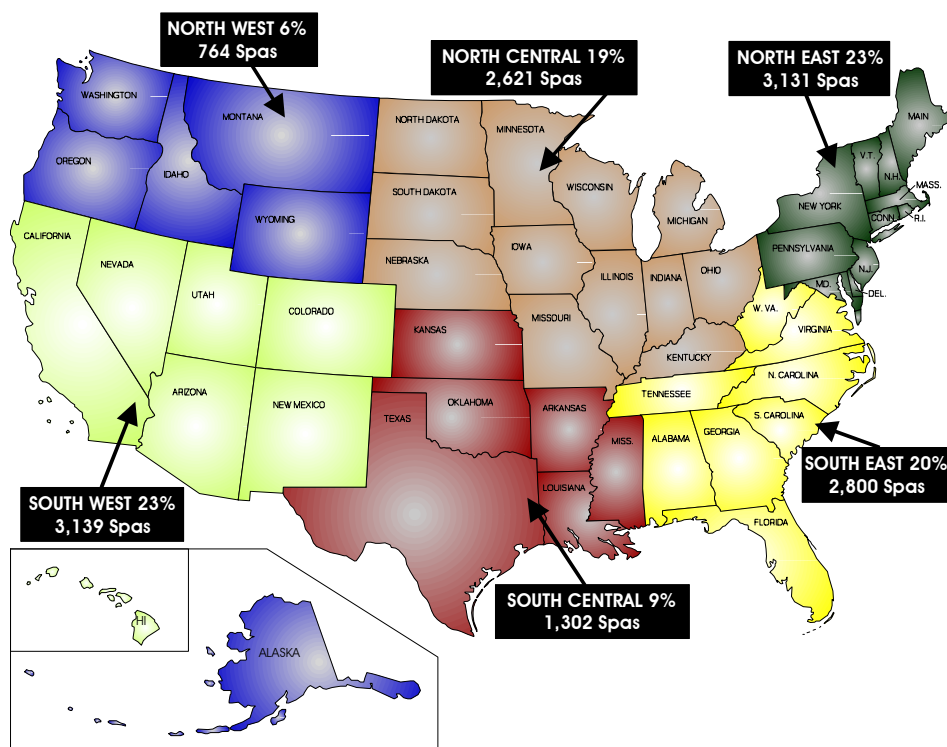 NORTH WEST 6%
764 Spas
NORTH CENTRAL 19%
2,621 Spas
NORTH EAST 23%
3,131 Spas
WASHINGTON
MONTANA
NORTH DAKOTA
MINNESOTA
MAIN
OREGON
IDAHO
SOUTH DAKOTA
WISCONSIN
MICHIGAN
V.T.
N.H.
MASS.
NEW YORK
CONN.
R.I.
WYOMING
CALIFORNIA
NEVADA
NEBRASKA
IOWA
PENNSYLVANIA
UTAH
COLORADO
ILLINOIS
INDIANA
OHIO
N.J.
MD.
DEL.
W. VA.
KANSAS
MISSOURI
VIRGINIA
KENTUCKY
ARIZONA
NEW MEXICO
TEXAS
OKLAHOMA
ARKANSAS
TENNESSEE
N. CAROLINA
S. CAROLINA
MISS.
ALABAMA
GEORGIA
SOUTH EAST 20%
2,800 Spas
SOUTH WEST 23%
3,139 Spas
LOUISIANA
FLORIDA
SOUTH CENTRAL 9%
1,302 Spas
HI
ALASKA